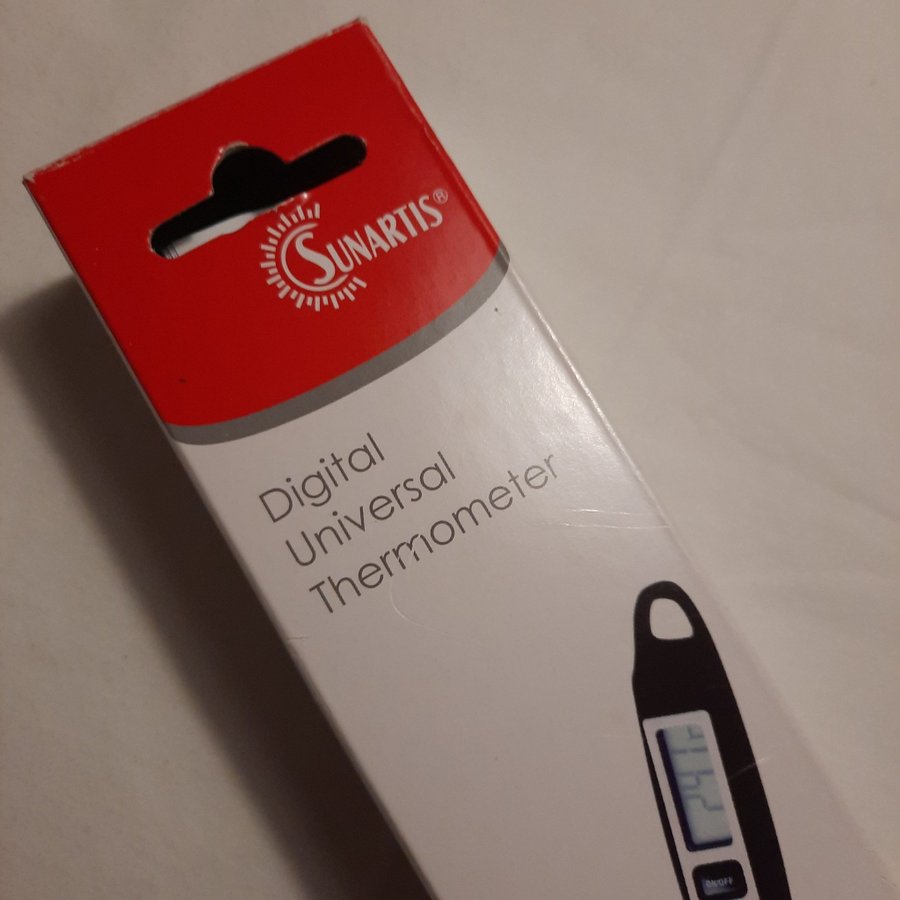 SUNARTIS®
Digital
Universal
Thermometer
ON/OFF